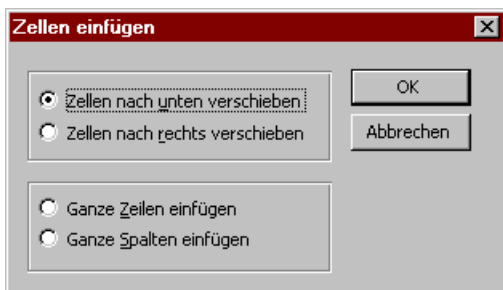 Zellen einfügen
Zellen nach unten verschieben
Zellen nach rechts verschieben
OK
Abbrechen
Ganze Zeilen einfügen
Ganze Spalten einfügen